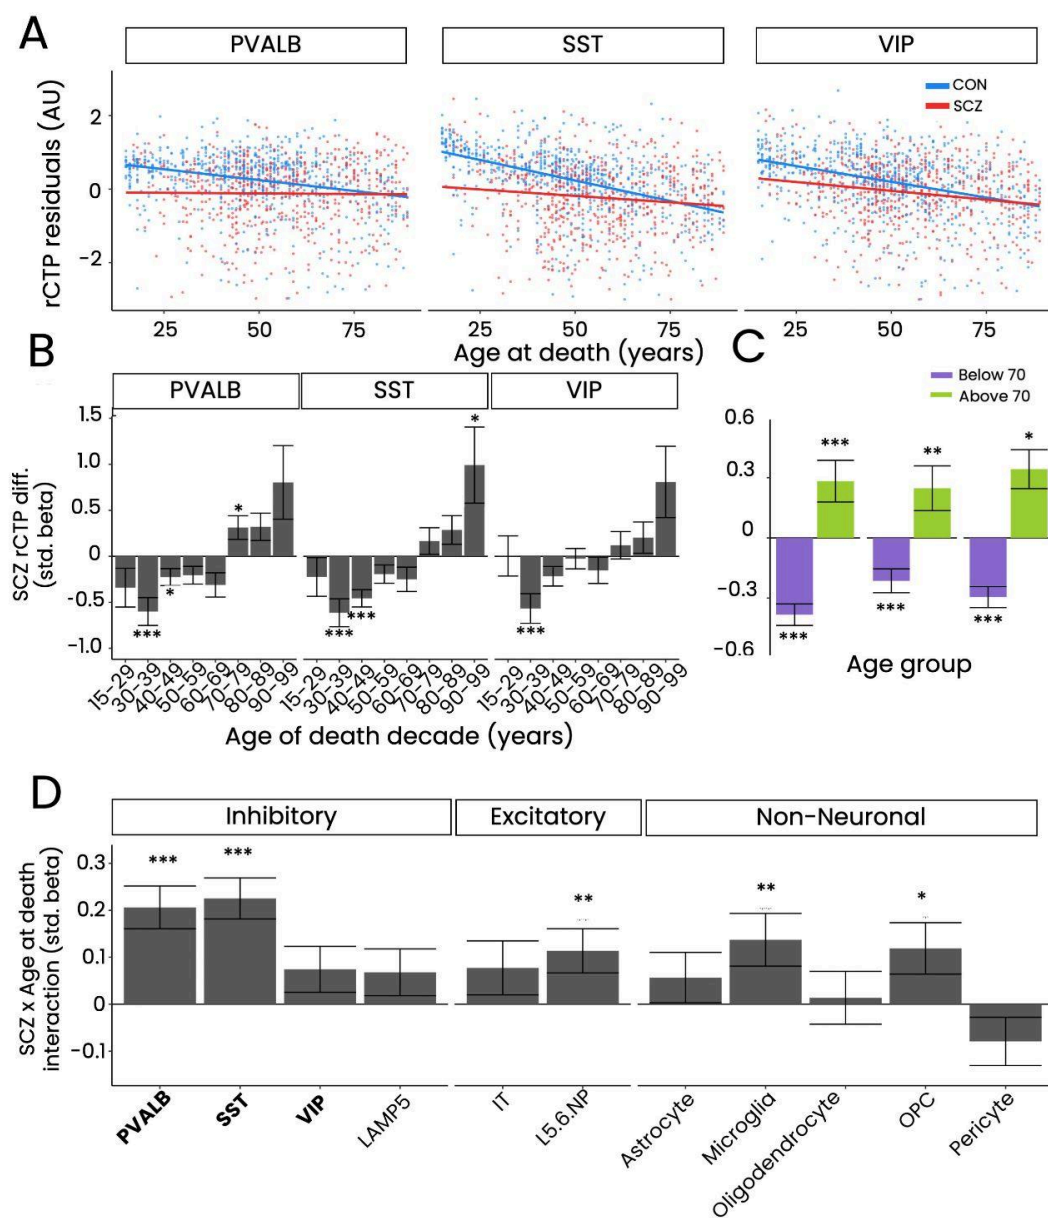 A
PVALB SST VIP
CON
SCZ
rCTP residuals (AU)
2
0
−2
25 50 75 25 50 75 25 50 75
Age at death (years)
B
PVALB SST VIP
SCZ rCTP diff.
(std. beta)
1.5
1.0
0.5
0
−0.5
−1.0
*** * * *** *** * ***
15−29 30−39 40−49 50−59 60−69 70−79 80−89 90−99 15−29 30−39 40−49 50−59 60−69 70−79 80−89 90−99 15−29 30−39 40−49 50−59 60−69 70−79 80−89 90−99
Age of death decade (years)
C
Below 70
Above 70
0.6
0.3
0
−0.3
−0.6
*** ** *
*** *** ***
Age group
D
Inhibitory Excitatory Non-Neuronal
SCZ x Age at death
interaction (std. beta)
0.3
0.2
0.1
0
−0.1
*** *** ** ** *
PVALB SST VIP LAMP5 IT L5.6.NP Astrocyte Microglia Oligodendrocyte OPC Pericyte